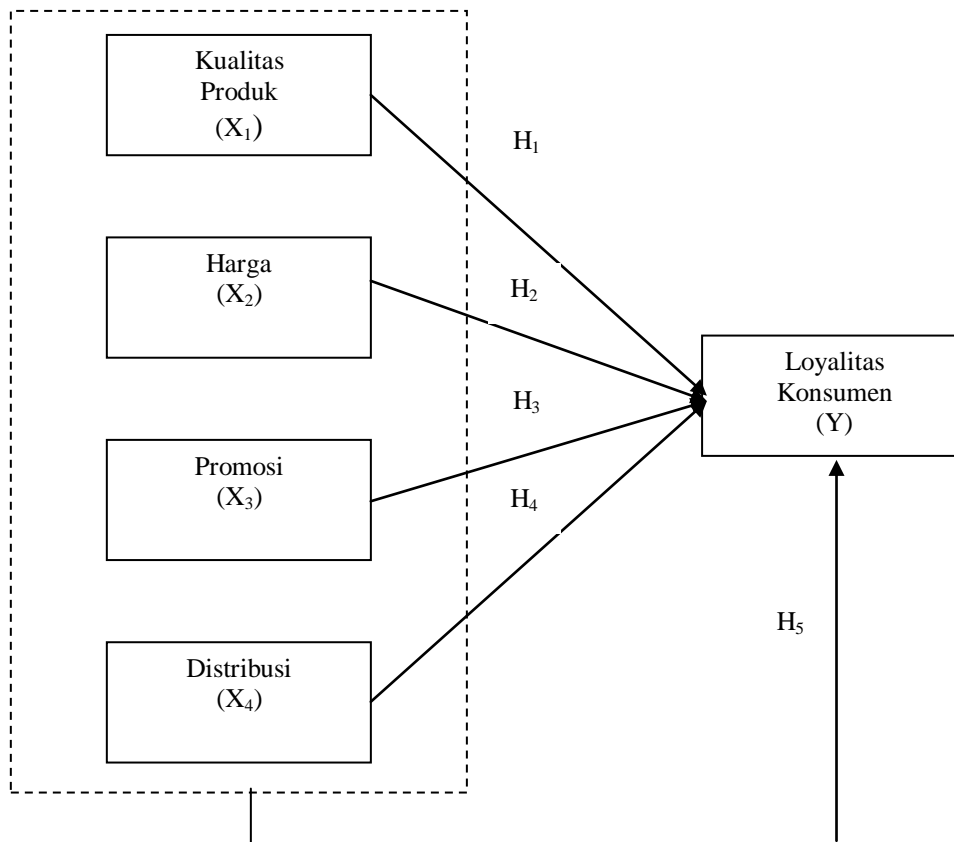 Kualitas
Produk
(X₁)
H₁
Harga
(X₂)
H₂
Loyalitas
Konsumen
(Y)
H₃
Promosi
(X₃)
H₄
H₅
Distribusi
(X₄)